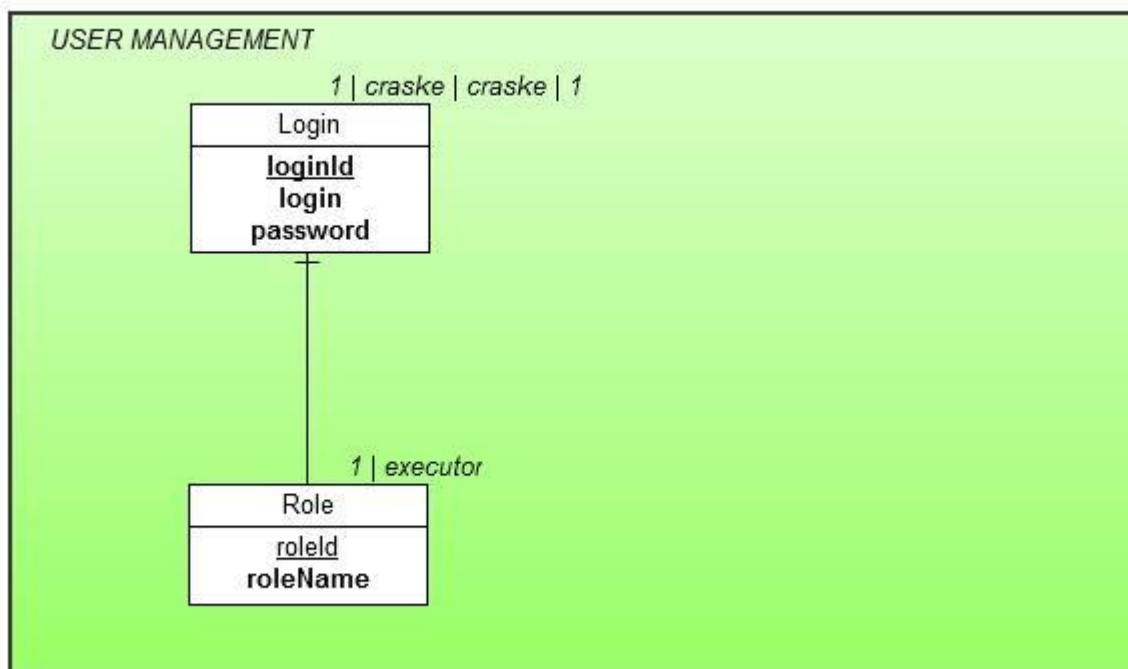 USER MANAGEMENT
1 | craske | craske | 1
Login
loginId
login
password
1 | executor
Role
roleId
roleName